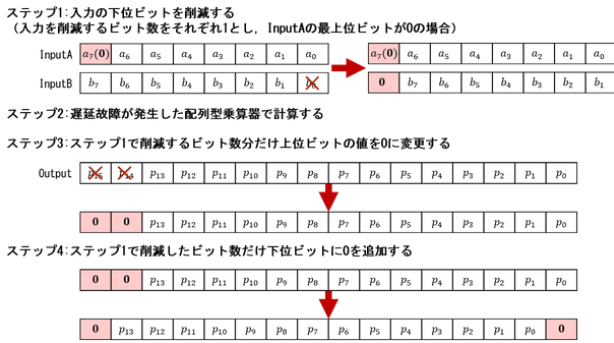 ステップ1:入力の下位ビットを削減する
(入力を削減するビット数をそれぞれ1とし, InputAの最上位ビットが0の場合)
InputA a7(0) a6 a5 a4 a3 a2 a1 a0 a7(0) a6 a5 a4 a3 a2 a1 a0
InputB b7 b6 b5 b4 b3 b2 b1 b0 0 b7 b6 b5 b4 b3 b2 b1
ステップ2:遅延故障が発生した配列型乗算器で計算する
ステップ3:ステップ1で削減するビット数分だけ上位ビットの値を0に変更する
Output p15 p14 p13 p12 p11 p10 p9 p8 p7 p6 p5 p4 p3 p2 p1 p0
0 0 p13 p12 p11 p10 p9 p8 p7 p6 p5 p4 p3 p2 p1 p0
ステップ4:ステップ1で削減したビット数だけ下位ビットに0を追加する
0 0 p13 p12 p11 p10 p9 p8 p7 p6 p5 p4 p3 p2 p1 p0
0 p13 p12 p11 p10 p9 p8 p7 p6 p5 p4 p3 p2 p1 p0 0